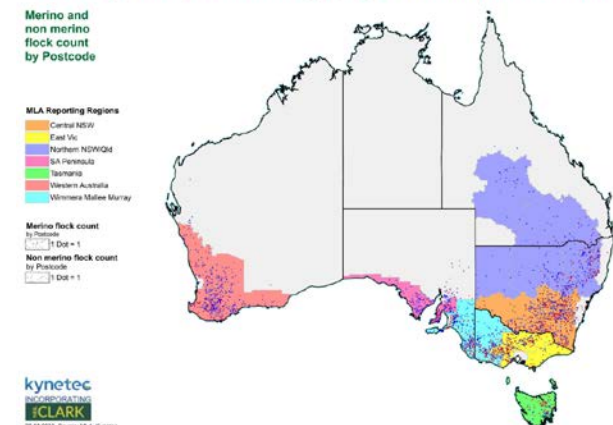 Merino and
non merino
flock count
by Postcode
MLA Reporting Regions
Central NSW
East Vic
Northern NSW/Qld
SA Peninsula
Tasmania
Western Australia
Wimmera Mallee Murray
Merino flock count
by Postcode
1 Dot = 1
Non merino flock count
by Postcode
1 Dot = 1
kynetec
INCORPORATING
CLARK